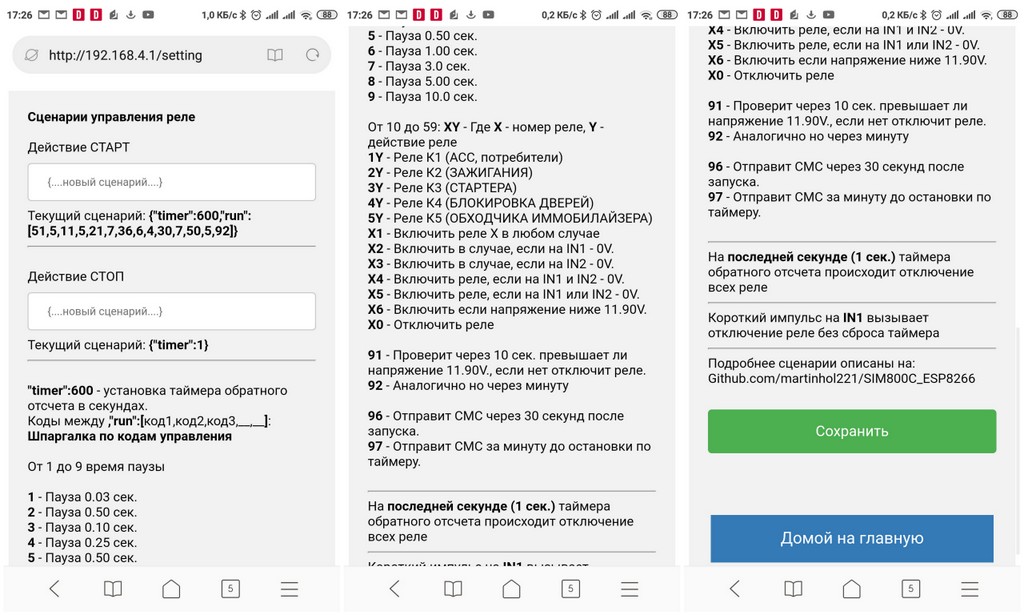 17:26
1,0 КБ/с
88
http://192.168.4.1/setting
Сценарии управления реле
Действие СТАРТ
{....новый сценарий....}
Текущий сценарий: {"timer":600,"run":
[51,5,11,5,21,7,36,6,4,30,7,50,5,92]}
Действие СТОП
{....новый сценарий....}
Текущий сценарий: {"timer":1}
"timer":600 - установка таймера обратного
отсчета в секундах.
Коды между ,"run":[код1,код2,код3,__,__]:
Шпаргалка по кодам управления
От 1 до 9 время паузы
1 - Пауза 0.03 сек.
2 - Пауза 0.50 сек.
3 - Пауза 0.10 сек.
4 - Пауза 0.25 сек.
5 - Пауза 0.50 сек.
5
17:26
0,2 КБ/с
88
5 - Пауза 0.50 сек.
6 - Пауза 1.00 сек.
7 - Пауза 3.0 сек.
8 - Пауза 5.00 сек.
9 - Пауза 10.0 сек.
От 10 до 59: XY - Где X - номер реле, Y -
действие реле
1Y - Реле К1 (АСС, потребители)
2Y - Реле К2 (ЗАЖИГАНИЯ)
3Y - Реле К3 (СТАРТЕРА)
4Y - Реле К4 (БЛОКИРОВКА ДВЕРЕЙ)
5Y - Реле К5 (ОБХОДЧИКА ИММОБИЛАЙЗЕРА)
X1 - Включить реле X в любом случае
X2 - Включить в случае, если на IN1 - 0V.
X3 - Включить в случае, если на IN2 - 0V.
X4 - Включить реле, если на IN1 и IN2 - 0V.
X5 - Включить реле, если на IN1 или IN2 - 0V.
X6 - Включить если напряжение ниже 11.90V.
X0 - Отключить реле
91 - Проверит через 10 сек. превышает ли
напряжение 11.90V., если нет отключит реле.
92 - Аналогично но через минуту
96 - Отправит СМС через 30 секунд после
запуска.
97 - Отправит СМС за минуту до остановки по
таймеру.
На последней секунде (1 сек.) таймера
обратного отсчета происходит отключение
всех реле
Короткий импульс на IN1 вызывает
5
17:26
0,2 КБ/с
88
X4 - Включить реле, если на IN1 и IN2 - 0V.
X5 - Включить реле, если на IN1 или IN2 - 0V.
X6 - Включить если напряжение ниже 11.90V.
X0 - Отключить реле
91 - Проверит через 10 сек. превышает ли
напряжение 11.90V., если нет отключит реле.
92 - Аналогично но через минуту
96 - Отправит СМС через 30 секунд после
запуска.
97 - Отправит СМС за минуту до остановки по
таймеру.
На последней секунде (1 сек.) таймера
обратного отсчета происходит отключение
всех реле
Короткий импульс на IN1 вызывает
отключение реле без сброса таймера
Подробнее сценарии описаны на:
Github.com/martinhol221/SIM800C_ESP8266
Сохранить
Домой на главную
5